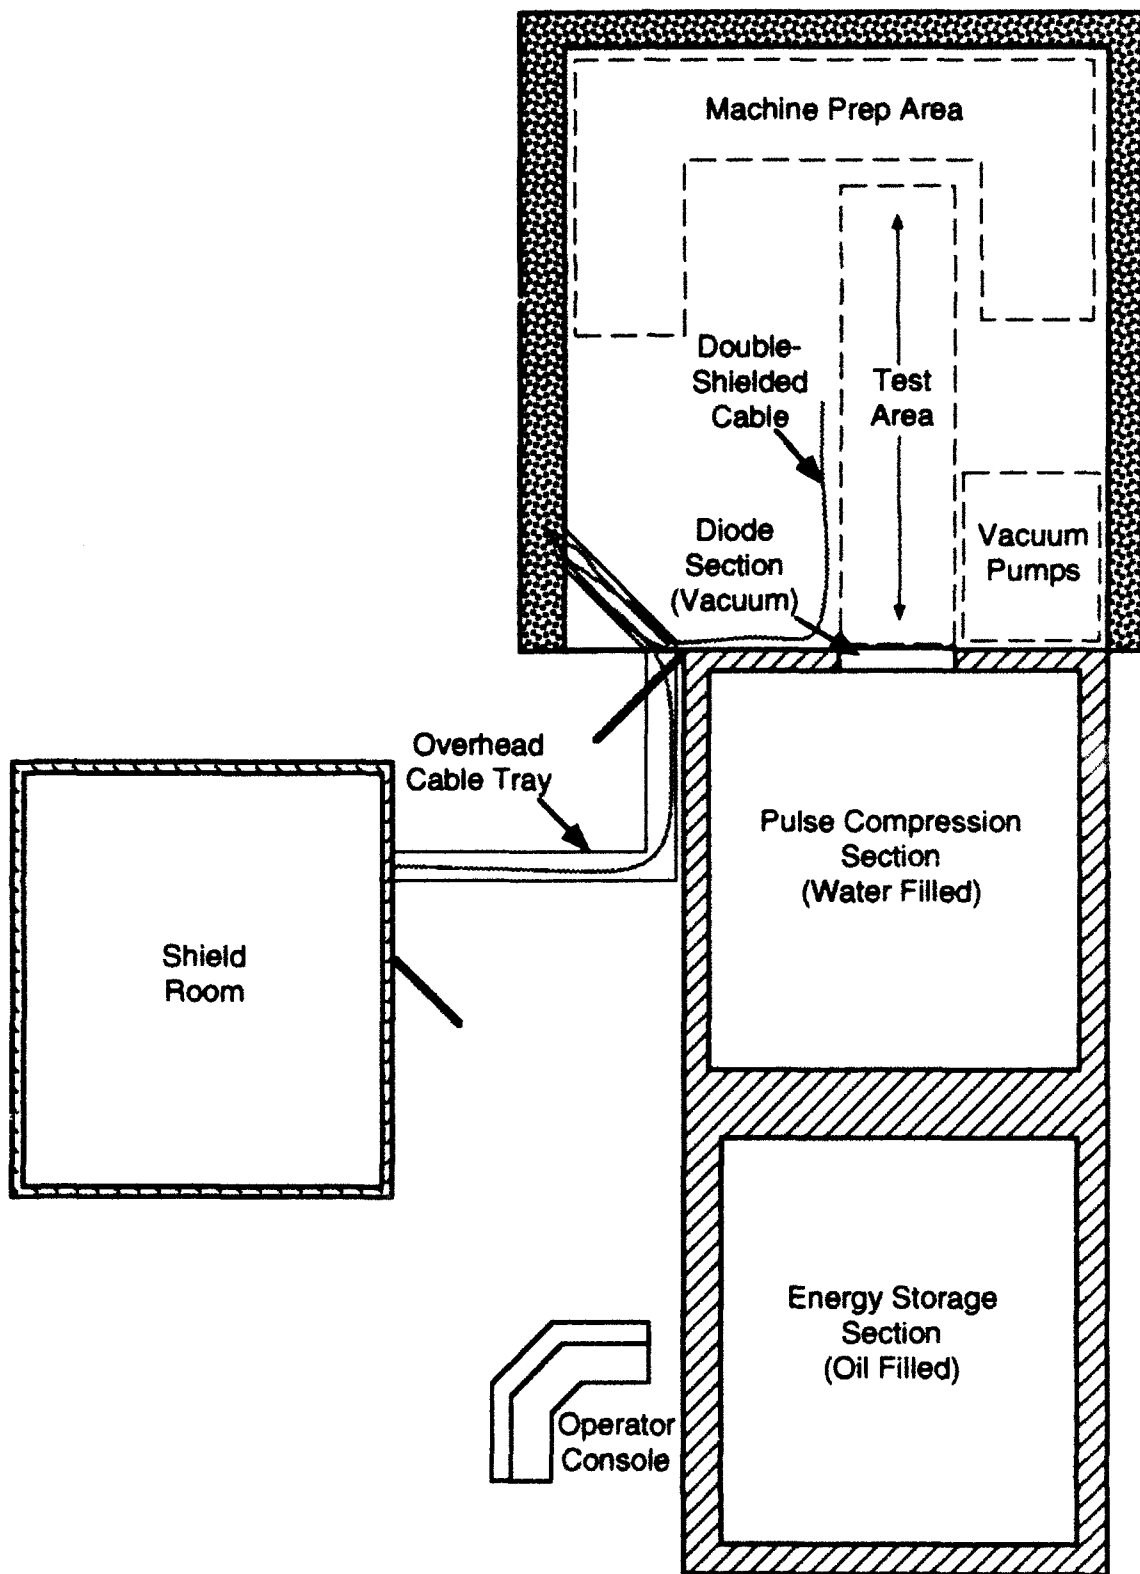 Machine Prep Area
Double-
Shielded
Cable
Test
Area
Diode
Section
(Vacuum)
Vacuum
Pumps
Overhead
Cable Tray
Pulse Compression
Section
(Water Filled)
Shield
Room
Energy Storage
Section
(Oil Filled)
Operator
Console